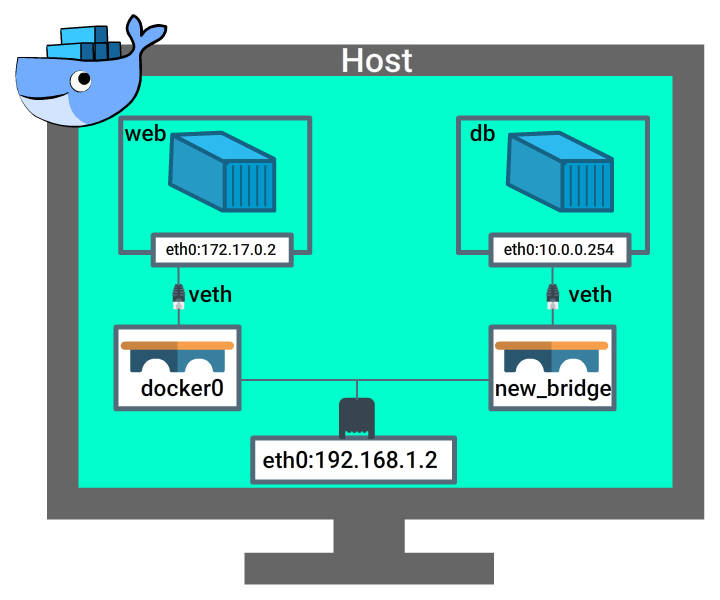 Host
web
db
eth0:172.17.0.2
eth0:10.0.0.254
veth
veth
docker0
new_bridge
eth0:192.168.1.2